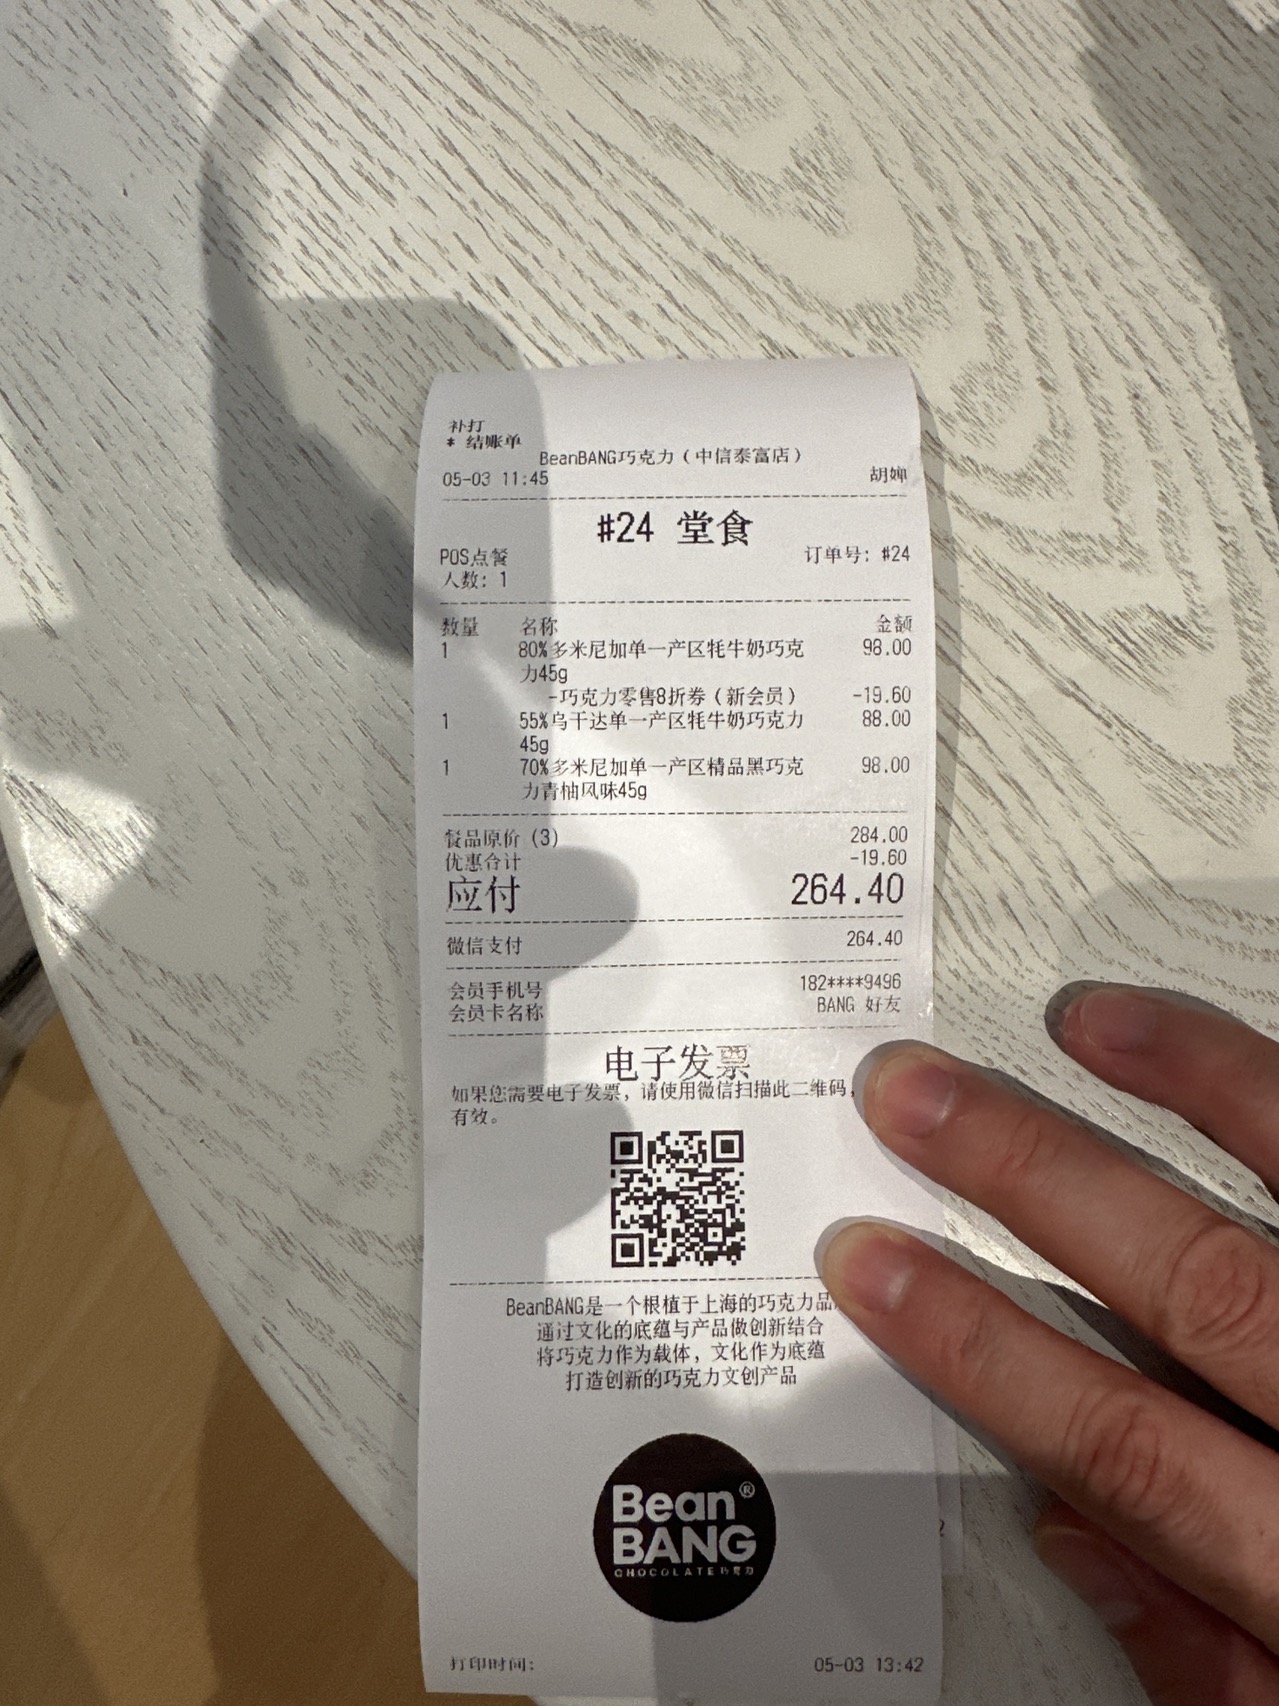 补打
* 结账单
BeanBANG巧克力（中信泰富店）
05-03 11:45 胡婵
#24 堂食
POS点餐 订单号：#24
人数：1
数量 名称 金额
1 80%多米尼加单一产区牦牛奶巧克 98.00
力45g
-巧克力零售8折券（新会员） -19.60
1 55%乌干达单一产区牦牛奶巧克力 88.00
45g
1 70%多米尼加单一产区精品黑巧克 98.00
力青柚风味45g
餐品原价（3） 284.00
优惠合计 -19.60
应付 264.40
微信支付 264.40
会员手机号 182****9496
会员卡名称 BANG 好友
电子发票
如果您需要电子发票，请使用微信扫描此二维码，
有效。
BeanBANG是一个根植于上海的巧克力品
通过文化的底蕴与产品做创新结合
将巧克力作为载体，文化作为底蕴
打造创新的巧克力文创产品
Bean®
BANG
CHOCOLATE巧克力
打印时间： 05-03 13:42